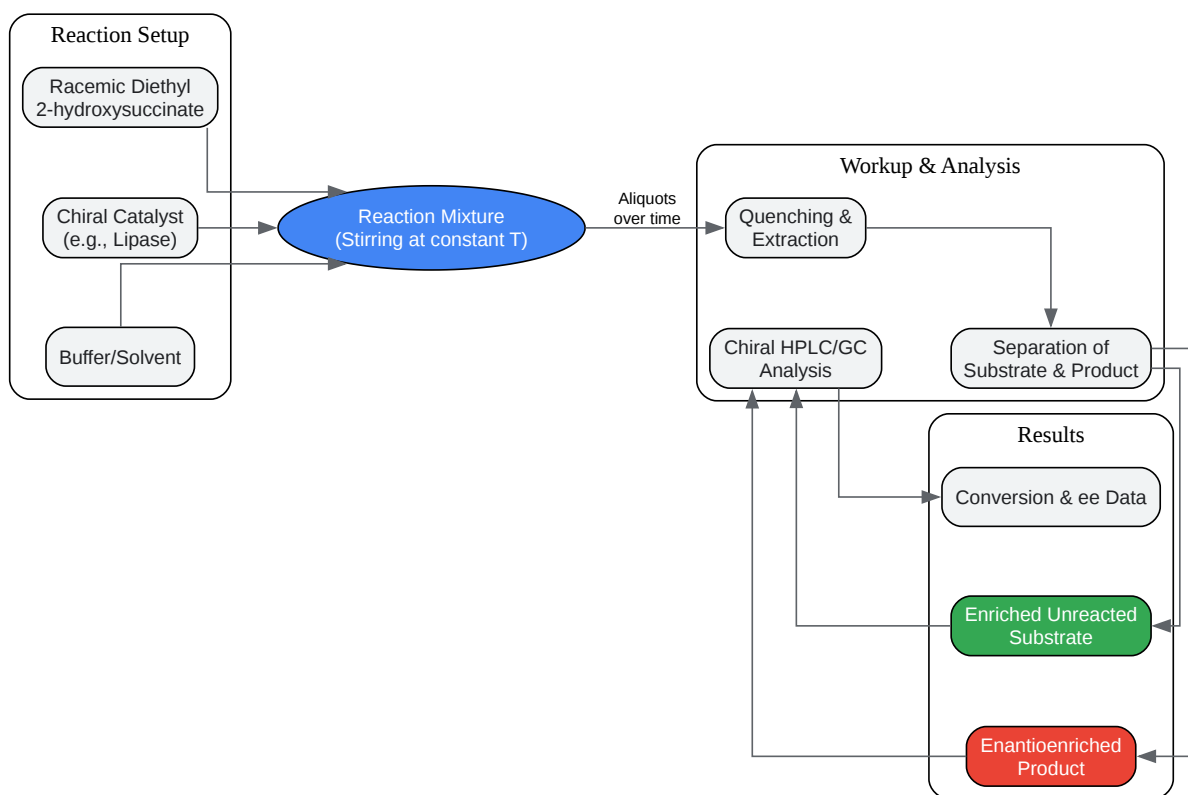 Reaction Setup
Racemic Diethyl
2-hydroxysuccinate
Chiral Catalyst
(e.g., Lipase)
Buffer/Solvent
Reaction Mixture
(Stirring at constant T)
Aliquots
over time
Workup & Analysis
Quenching &
Extraction
Chiral HPLC/GC
Analysis
Separation of
Substrate & Product
Results
Conversion & ee Data
Enriched Unreacted
Substrate
Enantioenriched
Product